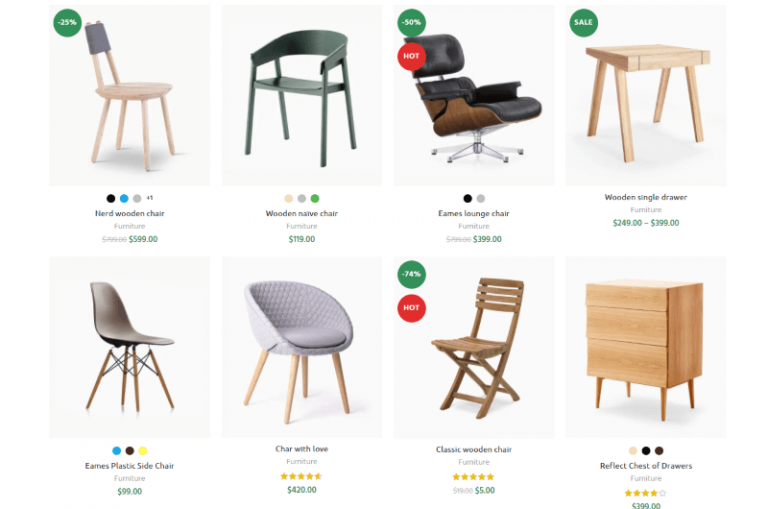 -25%
-50%
HOT
SALE
+1
Nerd wooden chair
Furniture
$799.00 $599.00
Wooden naive chair
Furniture
$119.00
Eames lounge chair
Furniture
$799.00 $399.00
Wooden single drawer
Furniture
$249.00 – $399.00
-74%
HOT
Eames Plastic Side Chair
Furniture
$99.00
Char with love
Furniture
$420.00
Classic wooden chair
Furniture
$19.00 $5.00
Reflect Chest of Drawers
Furniture
$399.00